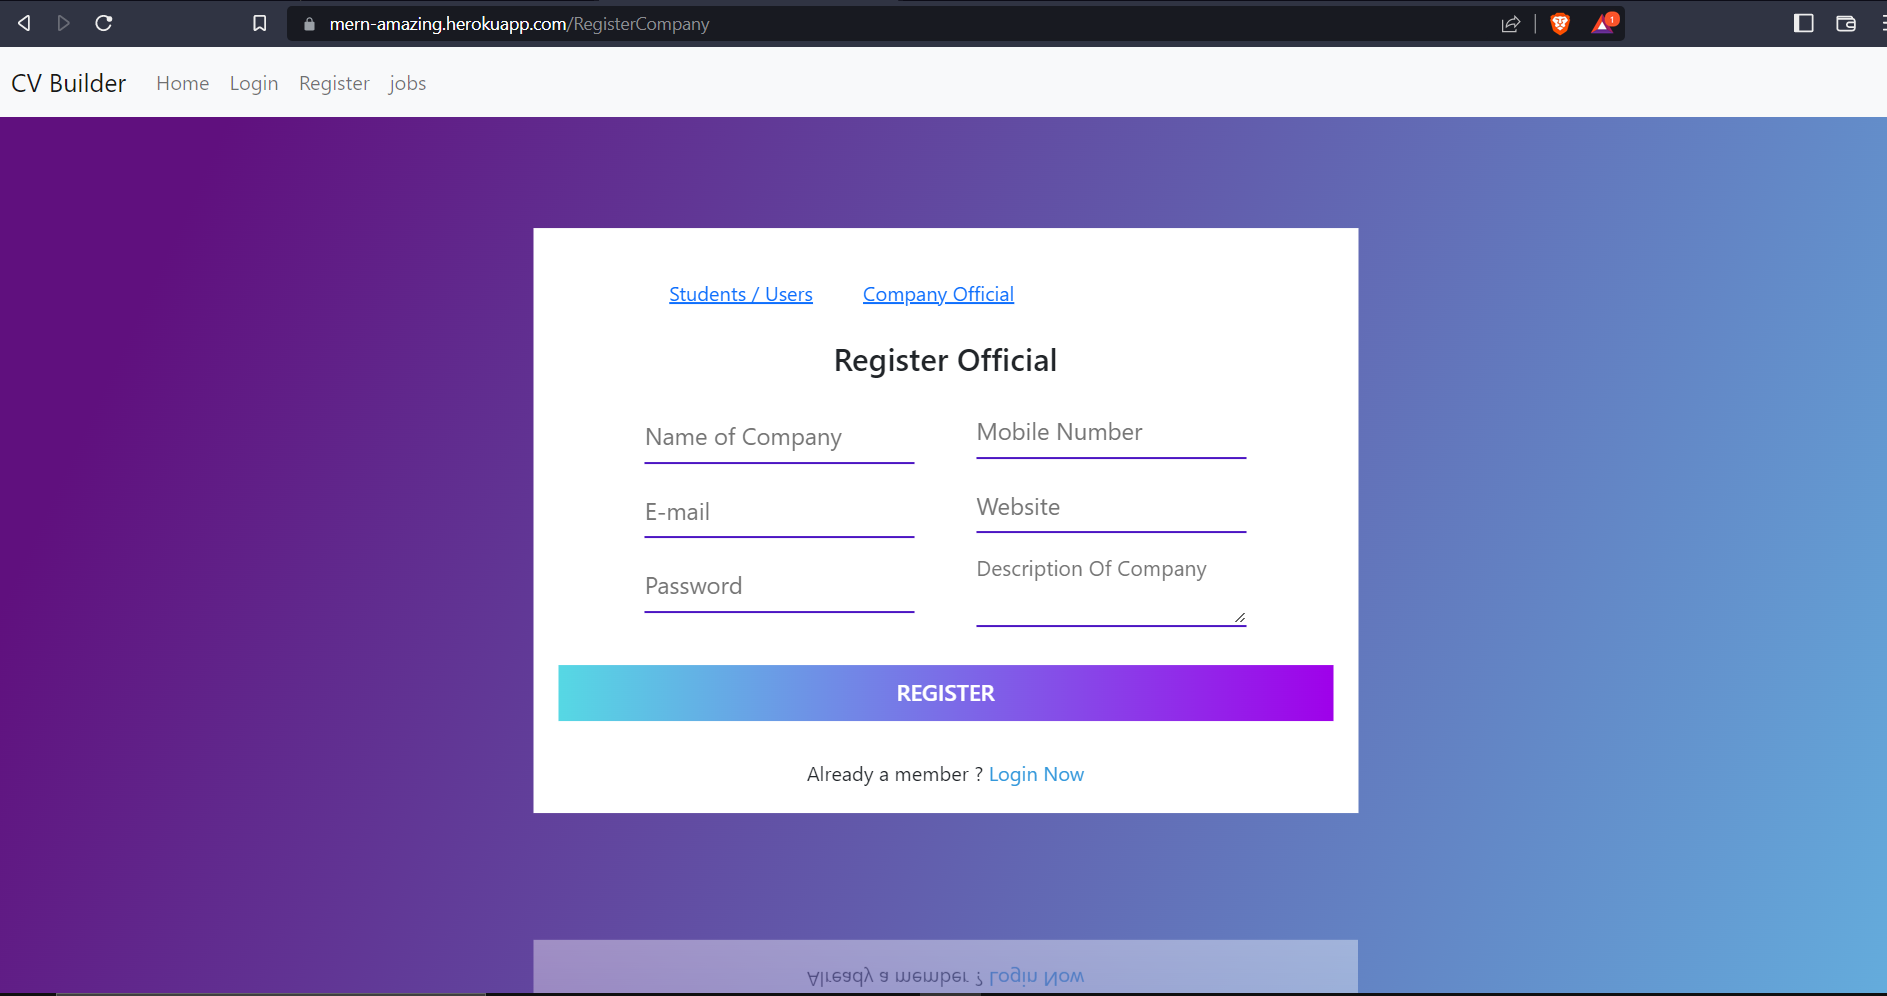 mern-amazing.herokuapp.com/RegisterCompany
1
CV Builder Home Login Register jobs
Students / Users Company Official
Register Official
Name of Company Mobile Number
E-mail Website
Password Description Of Company
REGISTER
Already a member ? Login Now
Already a member ? Login Now